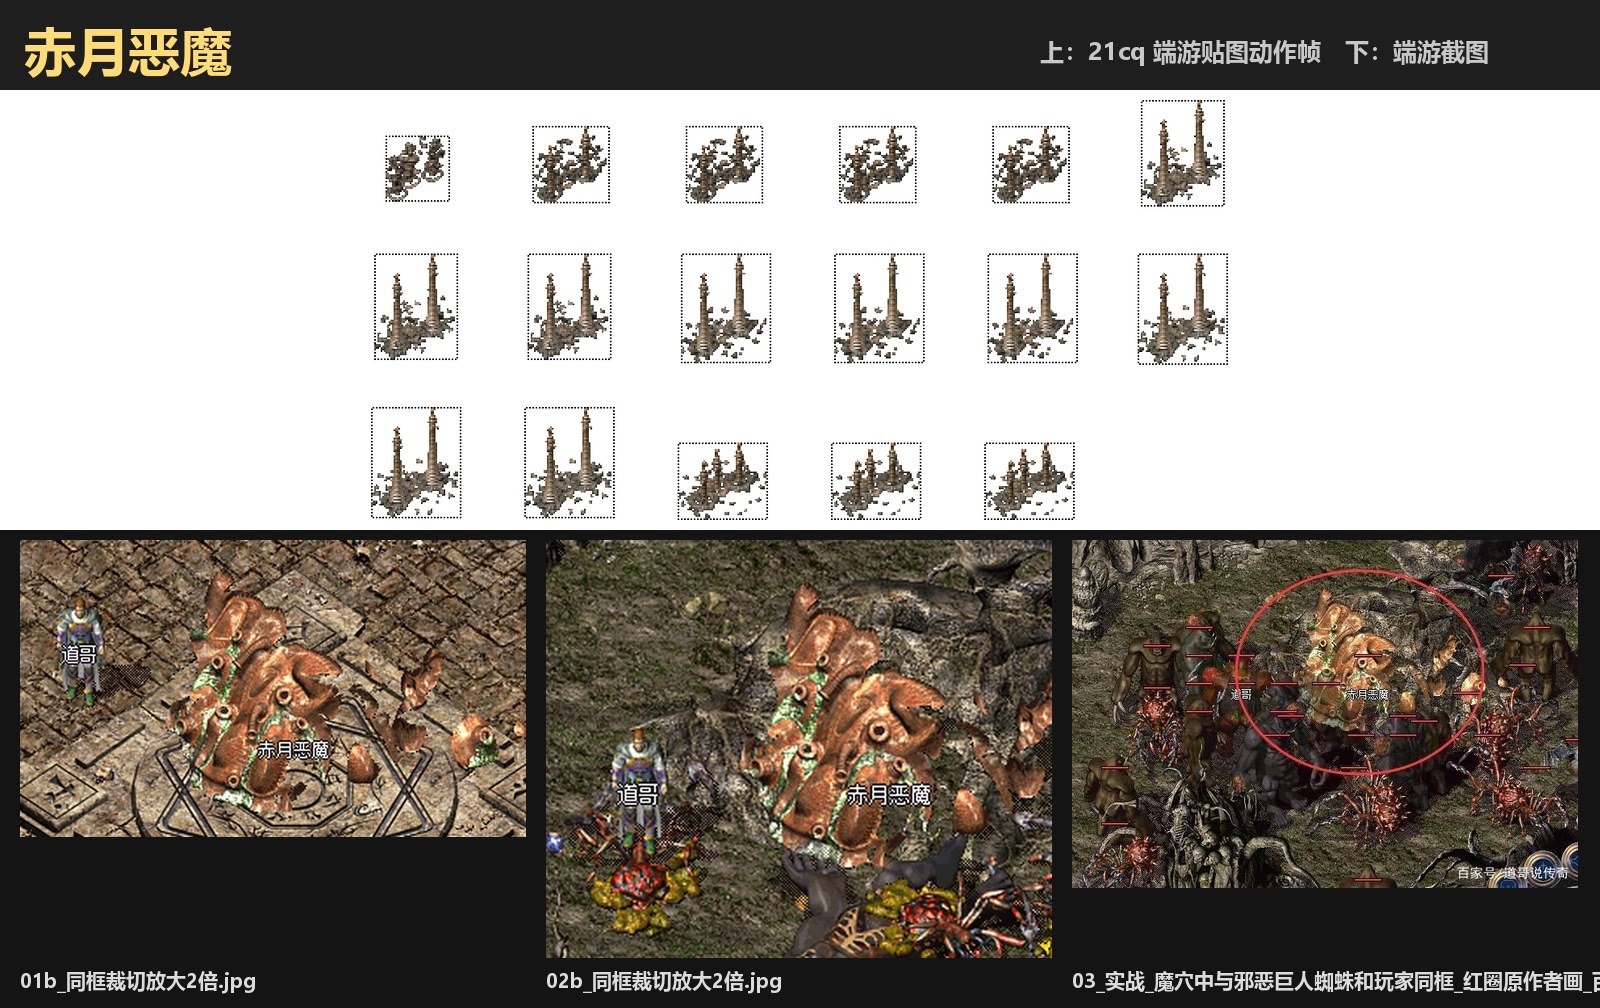 赤月恶魔
上：21cq 端游贴图动作帧　下：端游截图
道哥
赤月恶魔
道哥
赤月恶魔
道哥
赤月恶魔
百家号·道哥说传奇
01b_同框裁切放大2倍.jpg
02b_同框裁切放大2倍.jpg
03_实战_魔穴中与邪恶巨人蜘蛛和玩家同框_红圈原作者画_百